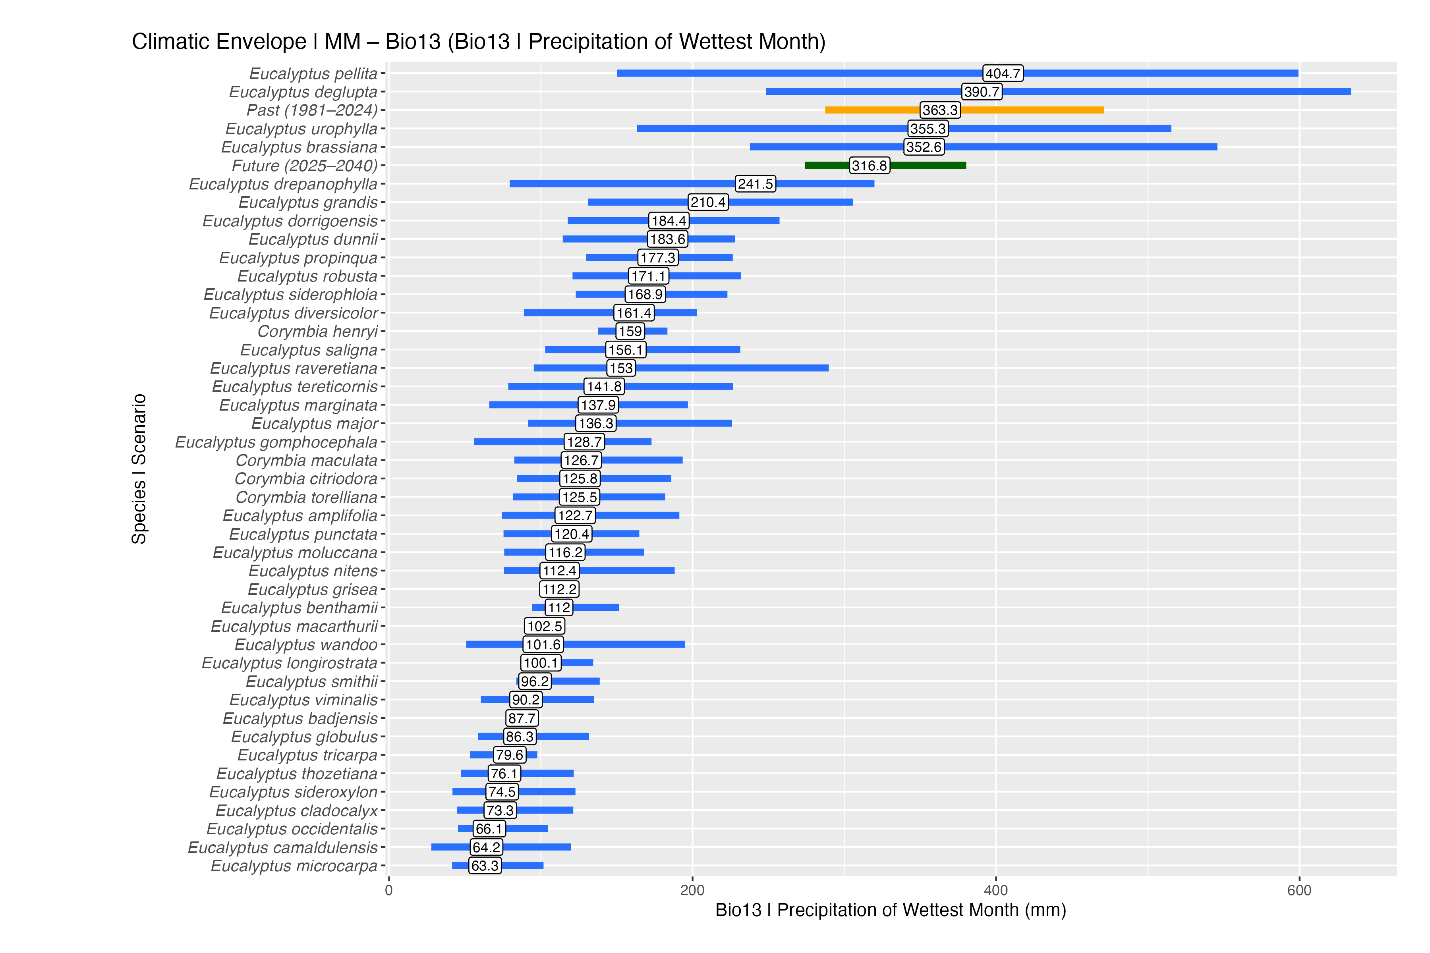 Climatic Envelope | MM – Bio13 (Bio13 | Precipitation of Wettest Month)
Species | Scenario
Eucalyptus pellita 404.7
Eucalyptus deglupta 390.7
Past (1981–2024) 363.3
Eucalyptus urophylla 355.3
Eucalyptus brassiana 352.6
Future (2025–2040) 316.8
Eucalyptus drepanophylla 241.5
Eucalyptus grandis 210.4
Eucalyptus dorrigoensis 184.4
Eucalyptus dunnii 183.6
Eucalyptus propinqua 177.3
Eucalyptus robusta 171.1
Eucalyptus siderophloia 168.9
Eucalyptus diversicolor 161.4
Corymbia henryi 159
Eucalyptus saligna 156.1
Eucalyptus raveretiana 153
Eucalyptus tereticornis 141.8
Eucalyptus marginata 137.9
Eucalyptus major 136.3
Eucalyptus gomphocephala 128.7
Corymbia maculata 126.7
Corymbia citriodora 125.8
Corymbia torelliana 125.5
Eucalyptus amplifolia 122.7
Eucalyptus punctata 120.4
Eucalyptus moluccana 116.2
Eucalyptus nitens 112.4
Eucalyptus grisea 112.2
Eucalyptus benthamii 112
Eucalyptus macarthurii 102.5
Eucalyptus wandoo 101.6
Eucalyptus longirostrata 100.1
Eucalyptus smithii 96.2
Eucalyptus viminalis 90.2
Eucalyptus badjensis 87.7
Eucalyptus globulus 86.3
Eucalyptus tricarpa 79.6
Eucalyptus thozetiana 76.1
Eucalyptus sideroxylon 74.5
Eucalyptus cladocalyx 73.3
Eucalyptus occidentalis 66.1
Eucalyptus camaldulensis 64.2
Eucalyptus microcarpa 63.3
0 200 400 600
Bio13 | Precipitation of Wettest Month (mm)